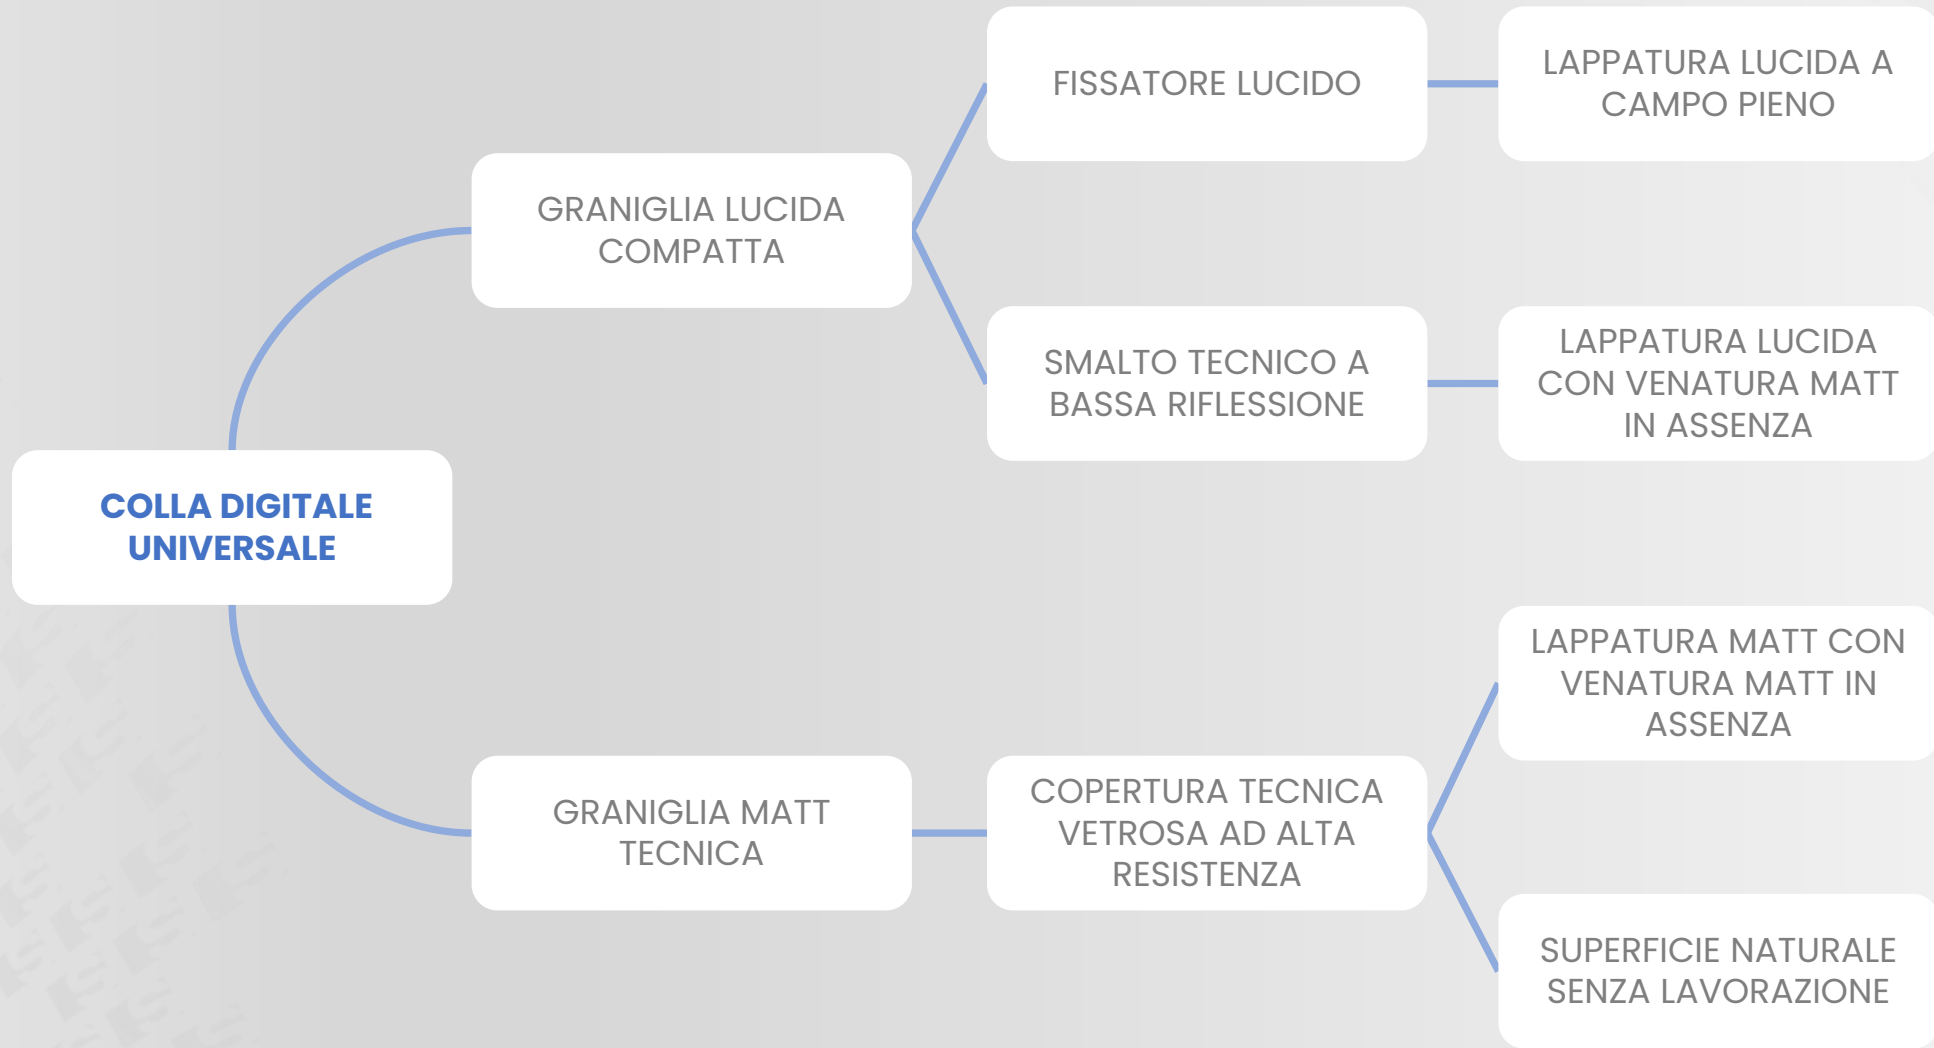 FISSATORE LUCIDO
LAPPATURA LUCIDA A
CAMPO PIENO
GRANIGLIA LUCIDA
COMPATTA
SMALTO TECNICO A
BASSA RIFLESSIONE
LAPPATURA LUCIDA
CON VENATURA MATT
IN ASSENZA
COLLA DIGITALE
UNIVERSALE
LAPPATURA MATT CON
VENATURA MATT IN
ASSENZA
GRANIGLIA MATT
TECNICA
COPERTURA TECNICA
VETROSA AD ALTA
RESISTENZA
SUPERFICIE NATURALE
SENZA LAVORAZIONE